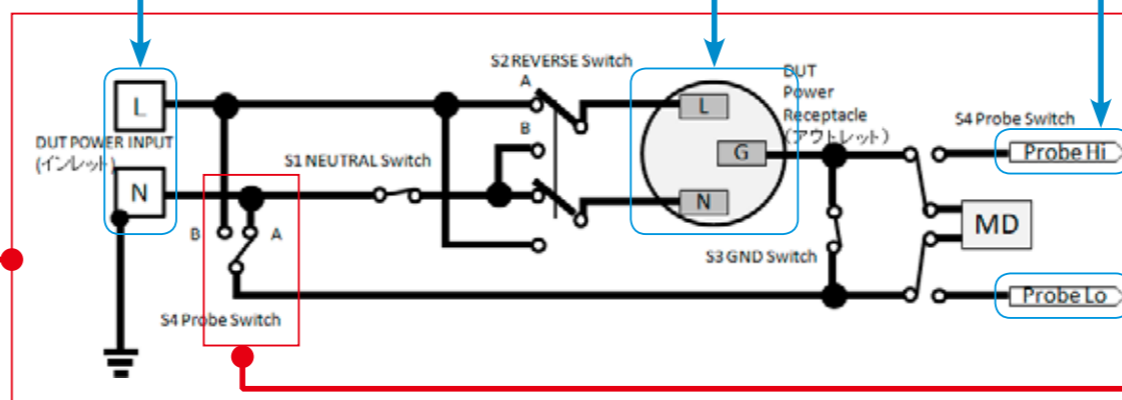 S2 REVERSE Switch
A
B
L
DUT POWER INPUT
(インレット)
N
S1 NEUTRAL Switch
B
A
S4 Probe Switch
L
G
N
DUT
Power
Receptacle
(アウトレット)
S3 GND Switch
S4 Probe Switch
Probe Hi
MD
Probe Lo